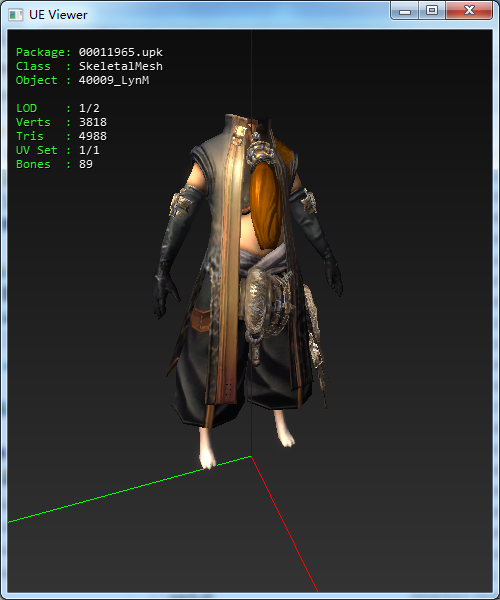 UE Viewer
Package: 00011965.upk
Class : SkeletalMesh
Object : 40009_LynM
LOD : 1/2
Verts : 3818
Tris : 4988
UV Set : 1/1
Bones : 89